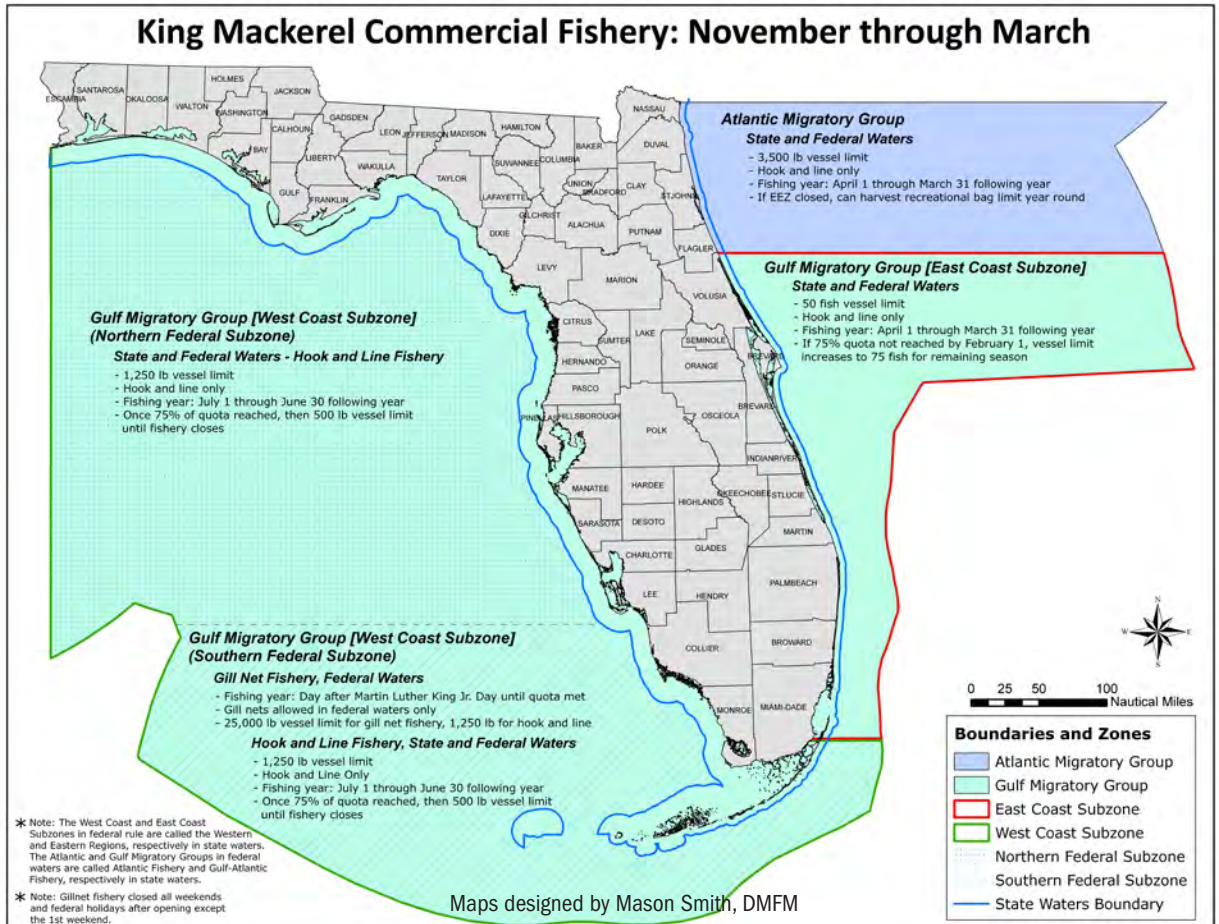 King Mackerel Commercial Fishery: November through March
ESCAMBIA
SANTAROSA
OKALOOSA
WALTON
HOLMES
WASHINGTON
JACKSON
BAY
CALHOUN
GULF
LIBERTY
GADSDEN
FRANKLIN
LEON
WAKULLA
JEFFERSON
MADISON
TAYLOR
HAMILTON
SUWANNEE
LAFAYETTE
DIXIE
COLUMBIA
GILCHRIST
BAKER
UNION
BRADFORD
ALACHUA
LEVY
NASSAU
DUVAL
CLAY
STJOHNS
PUTNAM
FLAGLER
MARION
VOLUSIA
CITRUS
SUMTER
LAKE
SEMINOLE
HERNANDO
ORANGE
BREVARD
PASCO
PINELLAS
HILLSBOROUGH
POLK
OSCEOLA
BREVARD
INDIANRIVER
MANATEE
HARDEE
HIGHLANDS
OKEECHOBEE
STLUCIE
SARASOTA
DESOTO
MARTIN
CHARLOTTE
GLADES
LEE
HENDRY
PALMBEACH
COLLIER
BROWARD
MONROE
MIAMI-DADE
Atlantic Migratory Group
State and Federal Waters
- 3,500 lb vessel limit
- Hook and line only
- Fishing year: April 1 through March 31 following year
- If EEZ closed, can harvest recreational bag limit year round
Gulf Migratory Group [East Coast Subzone]
State and Federal Waters
- 50 fish vessel limit
- Hook and line only
- Fishing year: April 1 through March 31 following year
- If 75% quota not reached by February 1, vessel limit
increases to 75 fish for remaining season
Gulf Migratory Group [West Coast Subzone]
(Northern Federal Subzone)
State and Federal Waters - Hook and Line Fishery
- 1,250 lb vessel limit
- Hook and line only
- Fishing year: July 1 through June 30 following year
- Once 75% of quota reached, then 500 lb vessel limit
until fishery closes
Gulf Migratory Group [West Coast Subzone]
(Southern Federal Subzone)
Gill Net Fishery, Federal Waters
- Fishing year: Day after Martin Luther King Jr. Day until quota met
- Gill nets allowed in federal waters only
- 25,000 lb vessel limit for gill net fishery, 1,250 lb for hook and line
Hook and Line Fishery, State and Federal Waters
- 1,250 lb vessel limit
- Hook and Line Only
- Fishing year: July 1 through June 30 following year
- Once 75% of quota reached, then 500 lb vessel limit
until fishery closes
* Note: The West Coast and East Coast
Subzones in federal rule are called the Western
and Eastern Regions, respectively in state waters.
The Atlantic and Gulf Migratory Groups in federal
waters are called Atlantic Fishery and Gulf-Atlantic
Fishery, respectively in state waters.
* Note: Gillnet fishery closed all weekends
and federal holidays after opening except
the 1st weekend.
Maps designed by Mason Smith, DMFM
N
W E
S
0 25 50 100
Nautical Miles
Boundaries and Zones
Atlantic Migratory Group
Gulf Migratory Group
East Coast Subzone
West Coast Subzone
Northern Federal Subzone
Southern Federal Subzone
State Waters Boundary